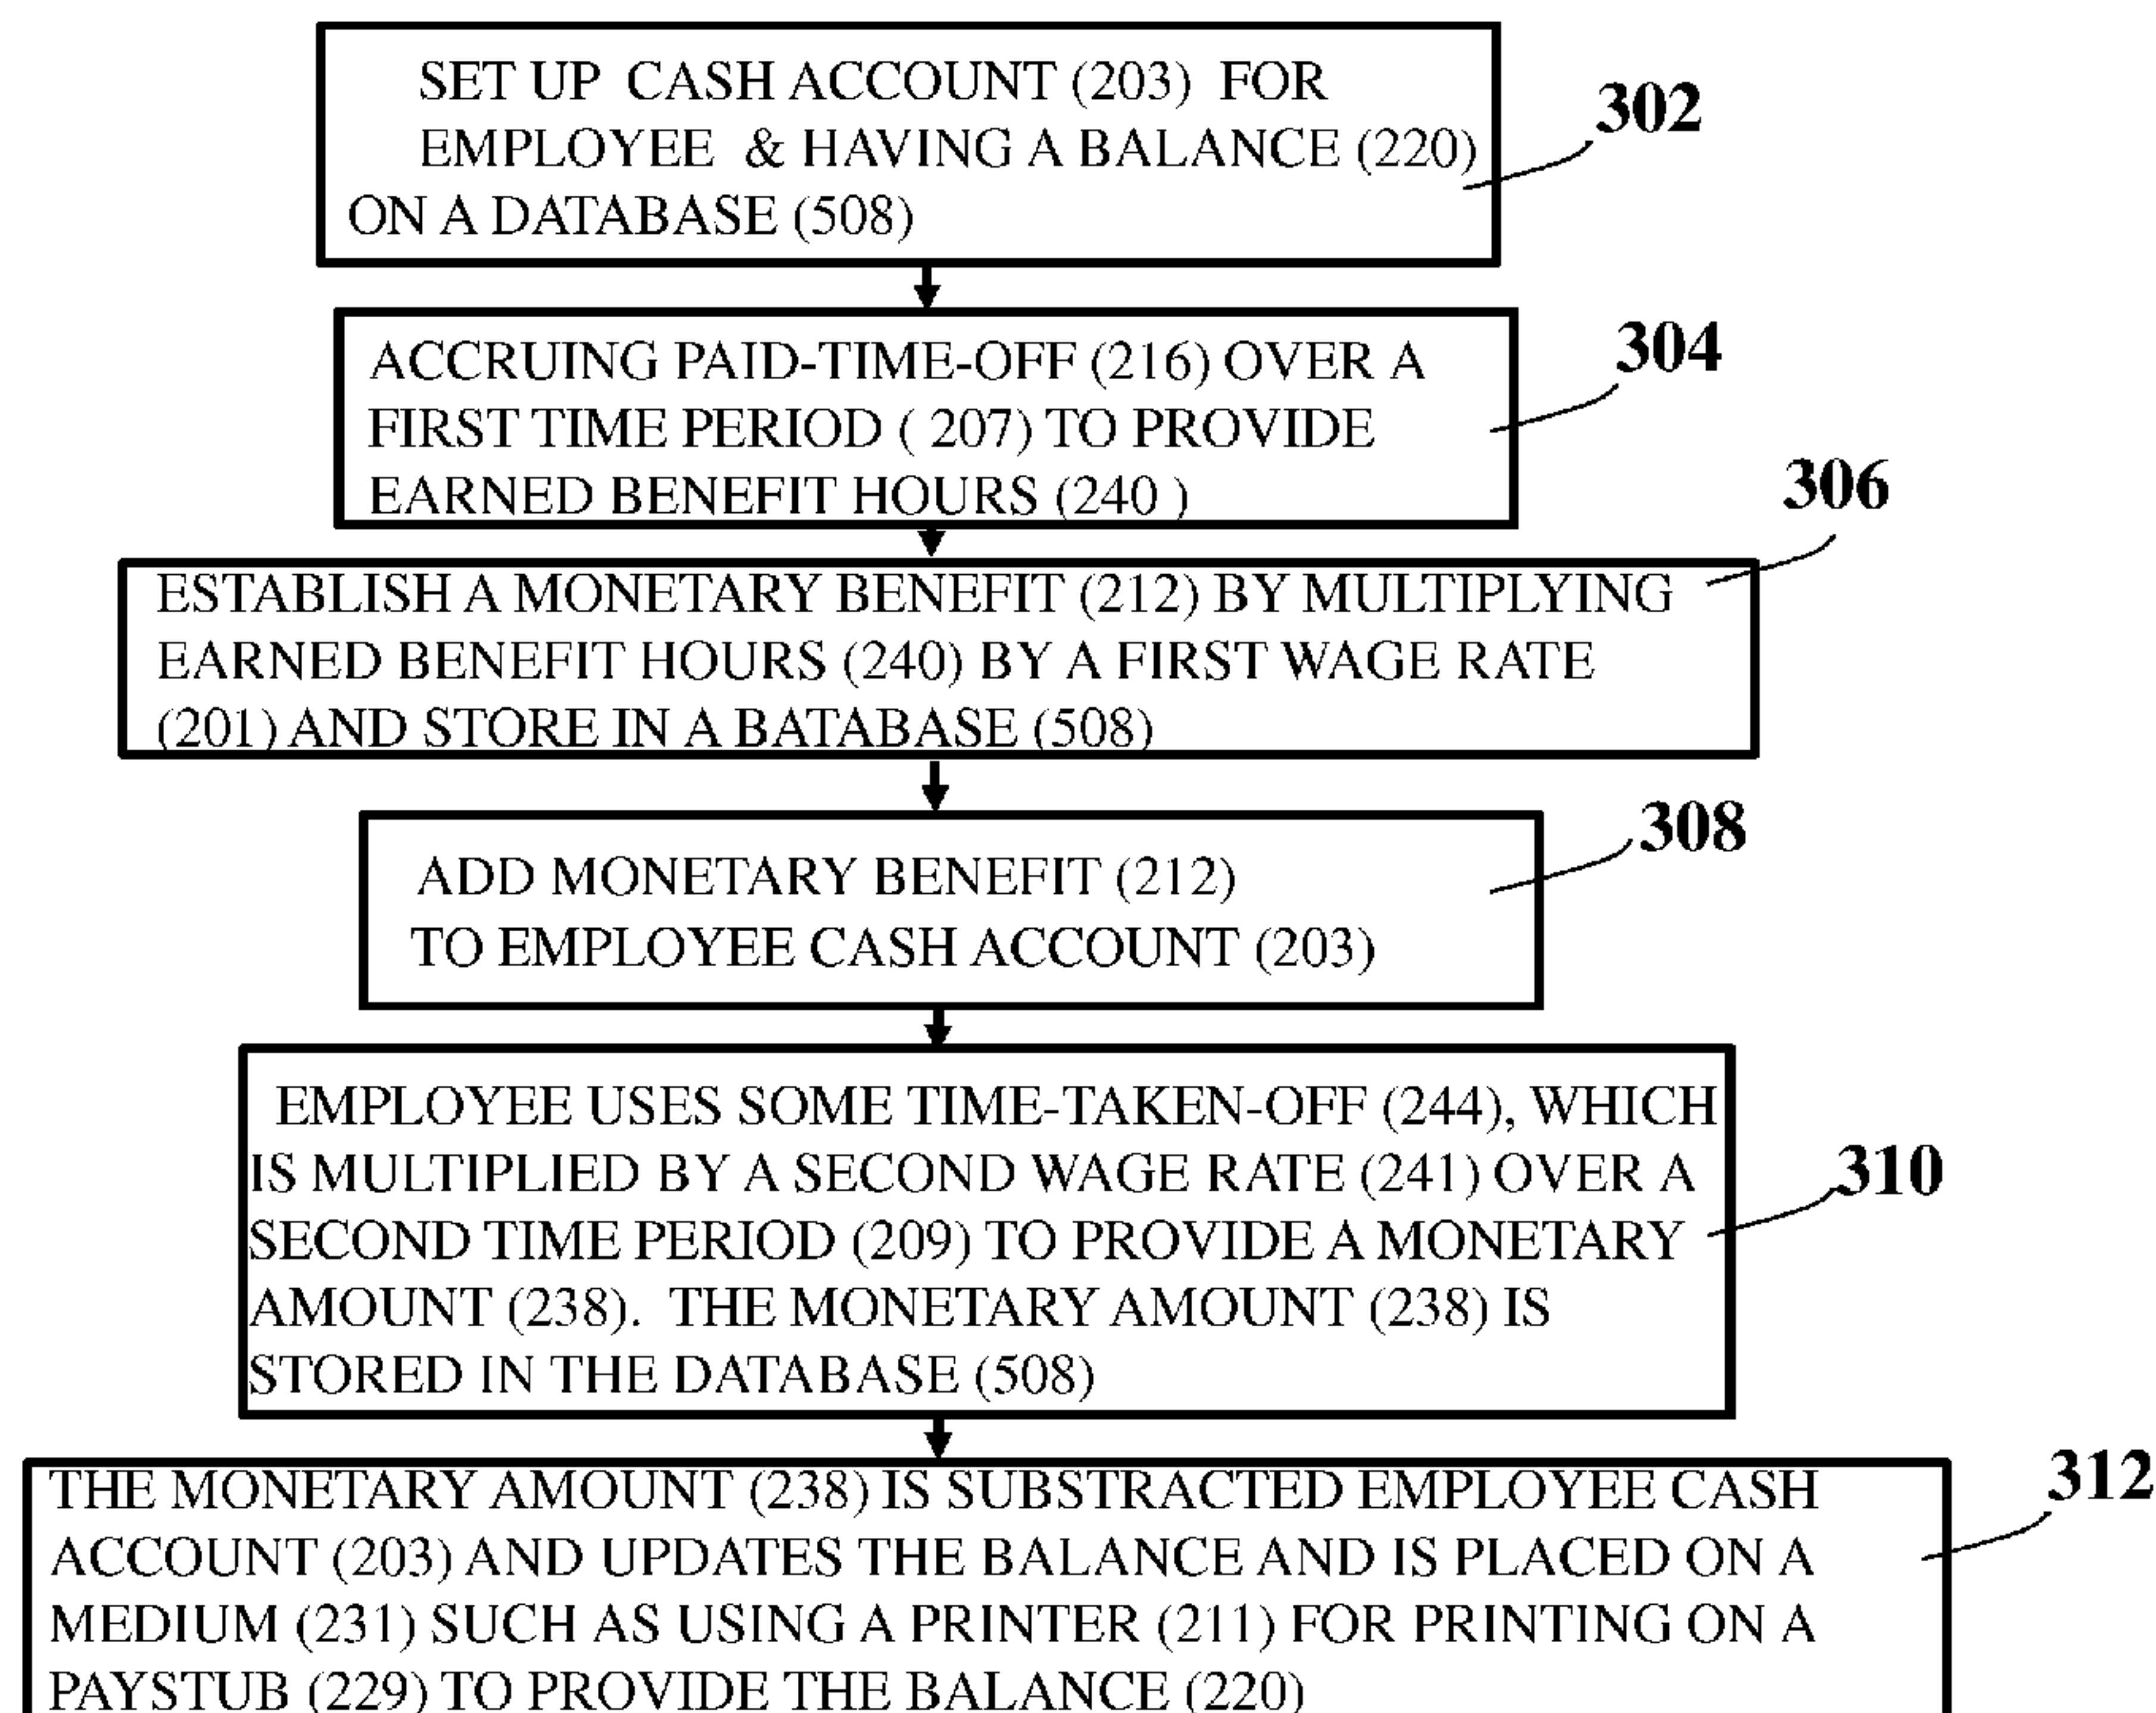 SET UP CASH ACCOUNT (203) FOR
EMPLOYEE & HAVING A BALANCE (220)
ON A DATABASE (508)
302
ACCRUING PAID-TIME-OFF (216) OVER A
FIRST TIME PERIOD ( 207) TO PROVIDE
EARNED BENEFIT HOURS (240 )
304
ESTABLISH A MONETARY BENEFIT (212) BY MULTIPLYING
EARNED BENEFIT HOURS (240) BY A FIRST WAGE RATE
(201) AND STORE IN A BATABASE (508)
306
ADD MONETARY BENEFIT (212)
TO EMPLOYEE CASH ACCOUNT (203)
308
EMPLOYEE USES SOME TIME-TAKEN-OFF (244), WHICH
IS MULTIPLIED BY A SECOND WAGE RATE (241) OVER A
SECOND TIME PERIOD (209) TO PROVIDE A MONETARY
AMOUNT (238). THE MONETARY AMOUNT (238) IS
STORED IN THE DATABASE (508)
310
THE MONETARY AMOUNT (238) IS SUBSTRACTED EMPLOYEE CASH
ACCOUNT (203) AND UPDATES THE BALANCE AND IS PLACED ON A
MEDIUM (231) SUCH AS USING A PRINTER (211) FOR PRINTING ON A
PAYSTUB (229) TO PROVIDE THE BALANCE (220)
312